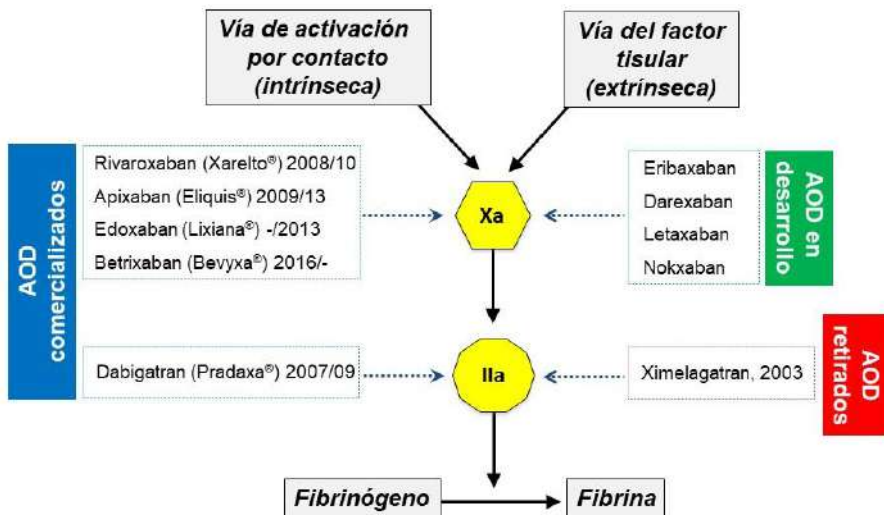 Vía de activación
por contacto
(intrínseca)
Vía del factor
tisular
(extrínseca)
AOD
comercializados
Rivaroxaban (Xarelto®) 2008/10
Apixaban (Eliquis®) 2009/13
Edoxaban (Lixiana®) -/2013
Betrixaban (Bevyxa®) 2016/-
Xa
Eribaxaban
Darexaban
Letaxaban
Nokxaban
AOD en
desarrollo
Dabigatran (Pradaxa®) 2007/09
IIa
Ximelagatran, 2003
AOD
retirados
Fibrinógeno
Fibrina